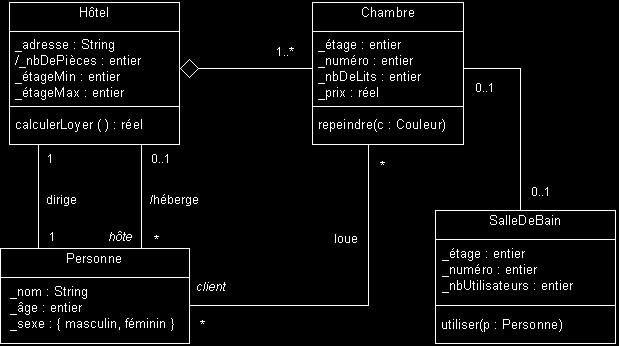 Hôtel
_adresse : String
/_nbDePièces : entier
_étageMin : entier
_étageMax : entier
calculerLoyer ( ) : réel
1..*
Chambre
_étage : entier
_numéro : entier
_nbDeLits : entier
_prix : réel
repeindre(c : Couleur)
0..1
0..1
1
dirige
1
0..1
/héberge
hôte
*
*
loue
client
*
Personne
_nom : String
_âge : entier
_sexe : { masculin, féminin }
SalleDeBain
_étage : entier
_numéro : entier
_nbUtilisateurs : entier
utiliser(p : Personne)